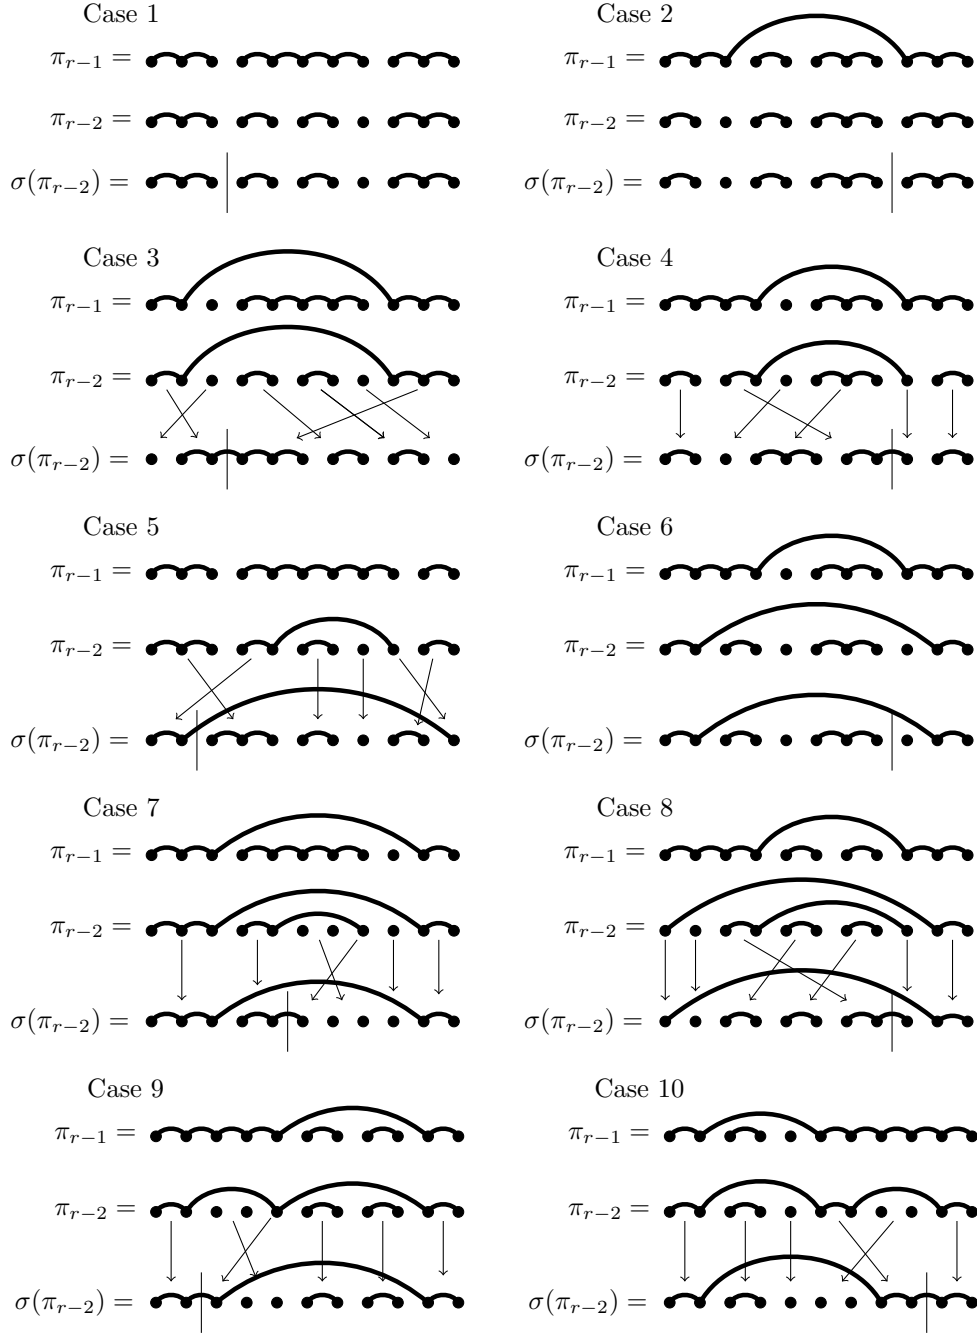 Case 1
π_{r−1} =
π_{r−2} =
σ(π_{r−2}) =
Case 2
π_{r−1} =
π_{r−2} =
σ(π_{r−2}) =
Case 3
π_{r−1} =
π_{r−2} =
σ(π_{r−2}) =
Case 4
π_{r−1} =
π_{r−2} =
σ(π_{r−2}) =
Case 5
π_{r−1} =
π_{r−2} =
σ(π_{r−2}) =
Case 6
π_{r−1} =
π_{r−2} =
σ(π_{r−2}) =
Case 7
π_{r−1} =
π_{r−2} =
σ(π_{r−2}) =
Case 8
π_{r−1} =
π_{r−2} =
σ(π_{r−2}) =
Case 9
π_{r−1} =
π_{r−2} =
σ(π_{r−2}) =
Case 10
π_{r−1} =
π_{r−2} =
σ(π_{r−2}) =